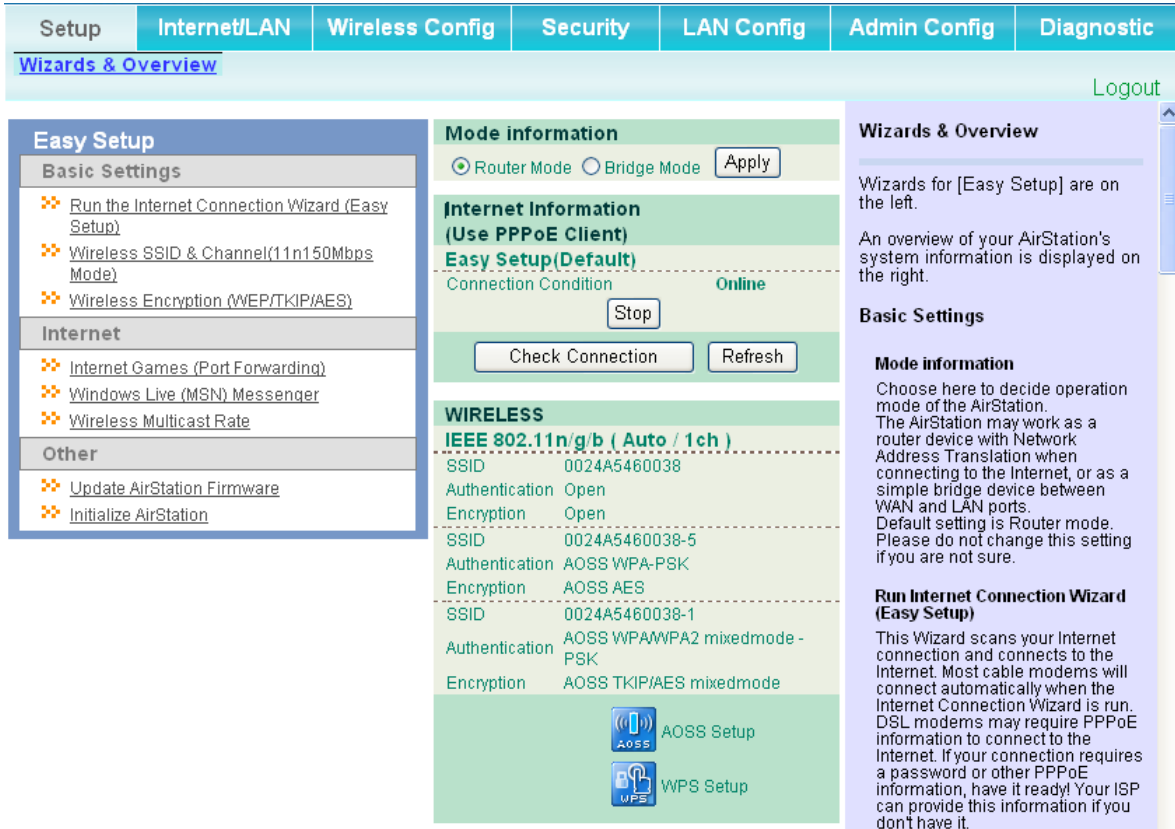 Setup
Internet/LAN
Wireless Config
Security
LAN Config
Admin Config
Diagnostic
Wizards & Overview
Logout
Easy Setup
Basic Settings
Run the Internet Connection Wizard (Easy
Setup)
Wireless SSID & Channel(11n150Mbps
Mode)
Wireless Encryption (WEP/TKIP/AES)
Internet
Internet Games (Port Forwarding)
Windows Live (MSN) Messenger
Wireless Multicast Rate
Other
Update AirStation Firmware
Initialize AirStation
Mode information
Router Mode Bridge Mode Apply
Internet Information
(Use PPPoE Client)
Easy Setup(Default)
Connection Condition Online
Stop
Check Connection Refresh
WIRELESS
IEEE 802.11n/g/b ( Auto / 1ch )
SSID 0024A5460038
Authentication Open
Encryption Open
SSID 0024A5460038-5
Authentication AOSS WPA-PSK
Encryption AOSS AES
SSID 0024A5460038-1
Authentication AOSS WPA/WPA2 mixedmode -
PSK
Encryption AOSS TKIP/AES mixedmode
AOSS AOSS Setup
WPS WPS Setup
Wizards & Overview
Wizards for [Easy Setup] are on
the left.
An overview of your AirStation's
system information is displayed on
the right.
Basic Settings
Mode information
Choose here to decide operation
mode of the AirStation.
The AirStation may work as a
router device with Network
Address Translation when
connecting to the Internet, or as a
simple bridge device between
WAN and LAN ports.
Default setting is Router mode.
Please do not change this setting
if you are not sure.
Run Internet Connection Wizard
(Easy Setup)
This Wizard scans your Internet
connection and connects to the
Internet. Most cable modems will
connect automatically when the
Internet Connection Wizard is run.
DSL modems may require PPPoE
information to connect to the
Internet. If your connection requires
a password or other PPPoE
information, have it ready! Your ISP
can provide this information if you
don't have it.